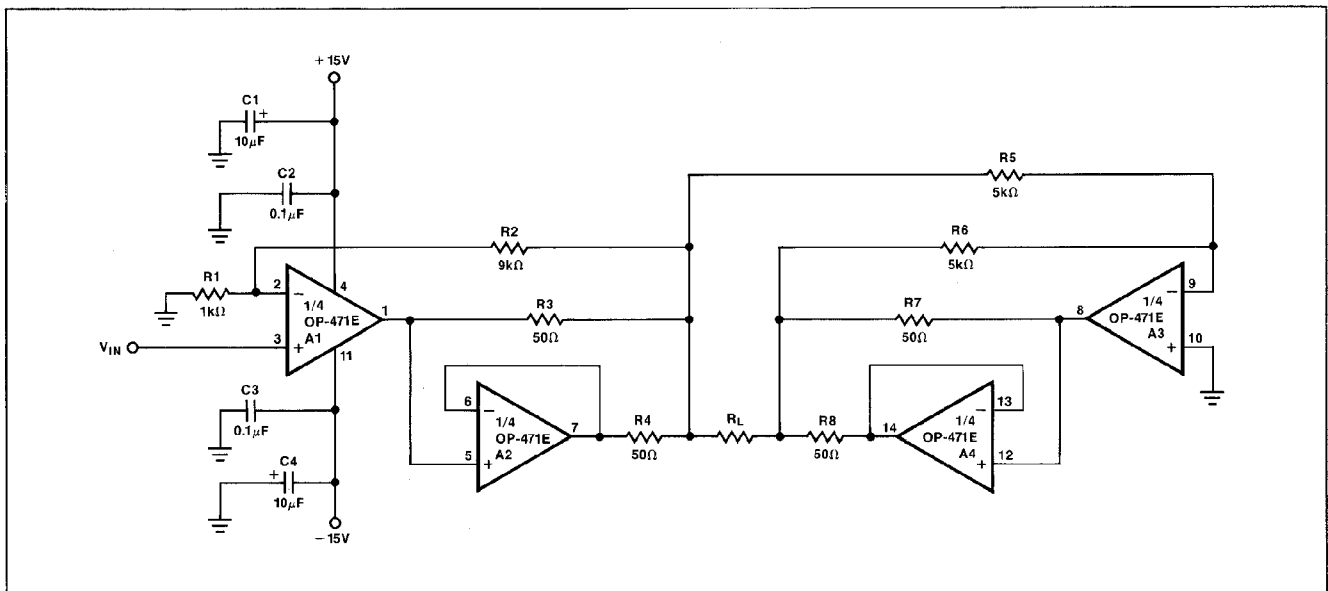 +15V
C1
+
10μF
C2
0.1μF
R1
1kΩ
R2
9kΩ
2
−
4
1/4
OP-471E
A1
1
3
+
11
VIN
R3
50Ω
C3
0.1μF
C4
+
10μF
−15V
6
−
1/4
OP-471E
A2
7
5
+
R4
50Ω
RL
R5
5kΩ
R6
5kΩ
R7
50Ω
R8
50Ω
9
−
1/4
OP-471E
A3
8
10
+
13
−
1/4
OP-471E
A4
14
12
+